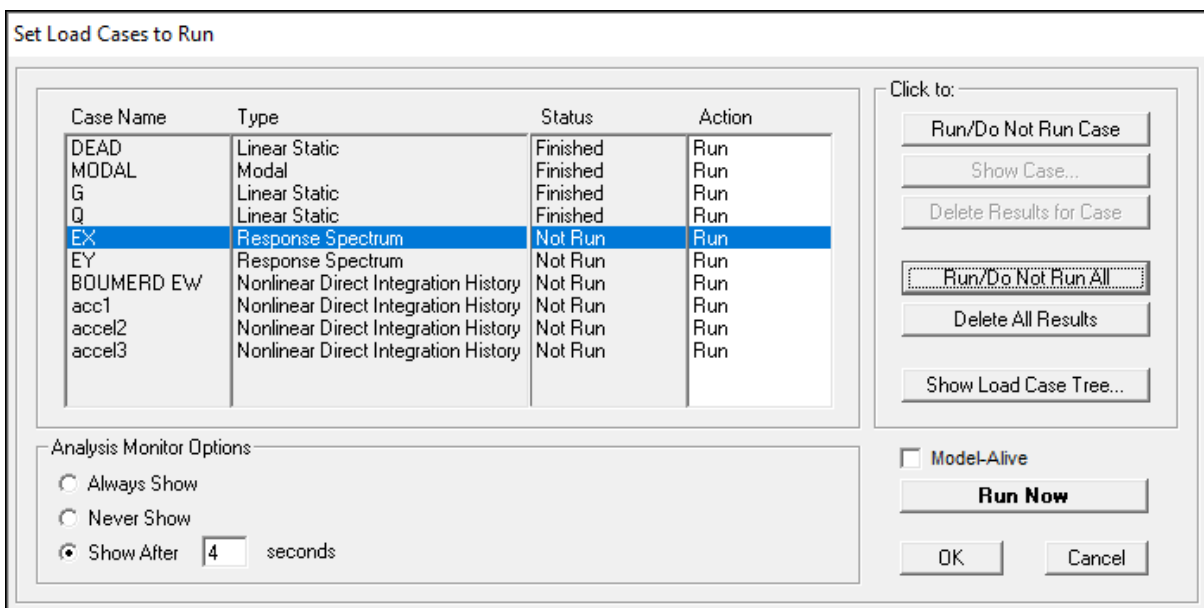 Set Load Cases to Run
Case Name Type Status Action
DEAD Linear Static Finished Run
MODAL Modal Finished Run
G Linear Static Finished Run
Q Linear Static Finished Run
EX Response Spectrum Not Run Run
EY Response Spectrum Not Run Run
BOUMERD EW Nonlinear Direct Integration History Not Run Run
acc1 Nonlinear Direct Integration History Not Run Run
accel2 Nonlinear Direct Integration History Not Run Run
accel3 Nonlinear Direct Integration History Not Run Run
Click to:
Run/Do Not Run Case
Show Case...
Delete Results for Case
Run/Do Not Run All
Delete All Results
Show Load Case Tree...
Analysis Monitor Options
Always Show
Never Show
Show After 4 seconds
Model-Alive
Run Now
OK Cancel